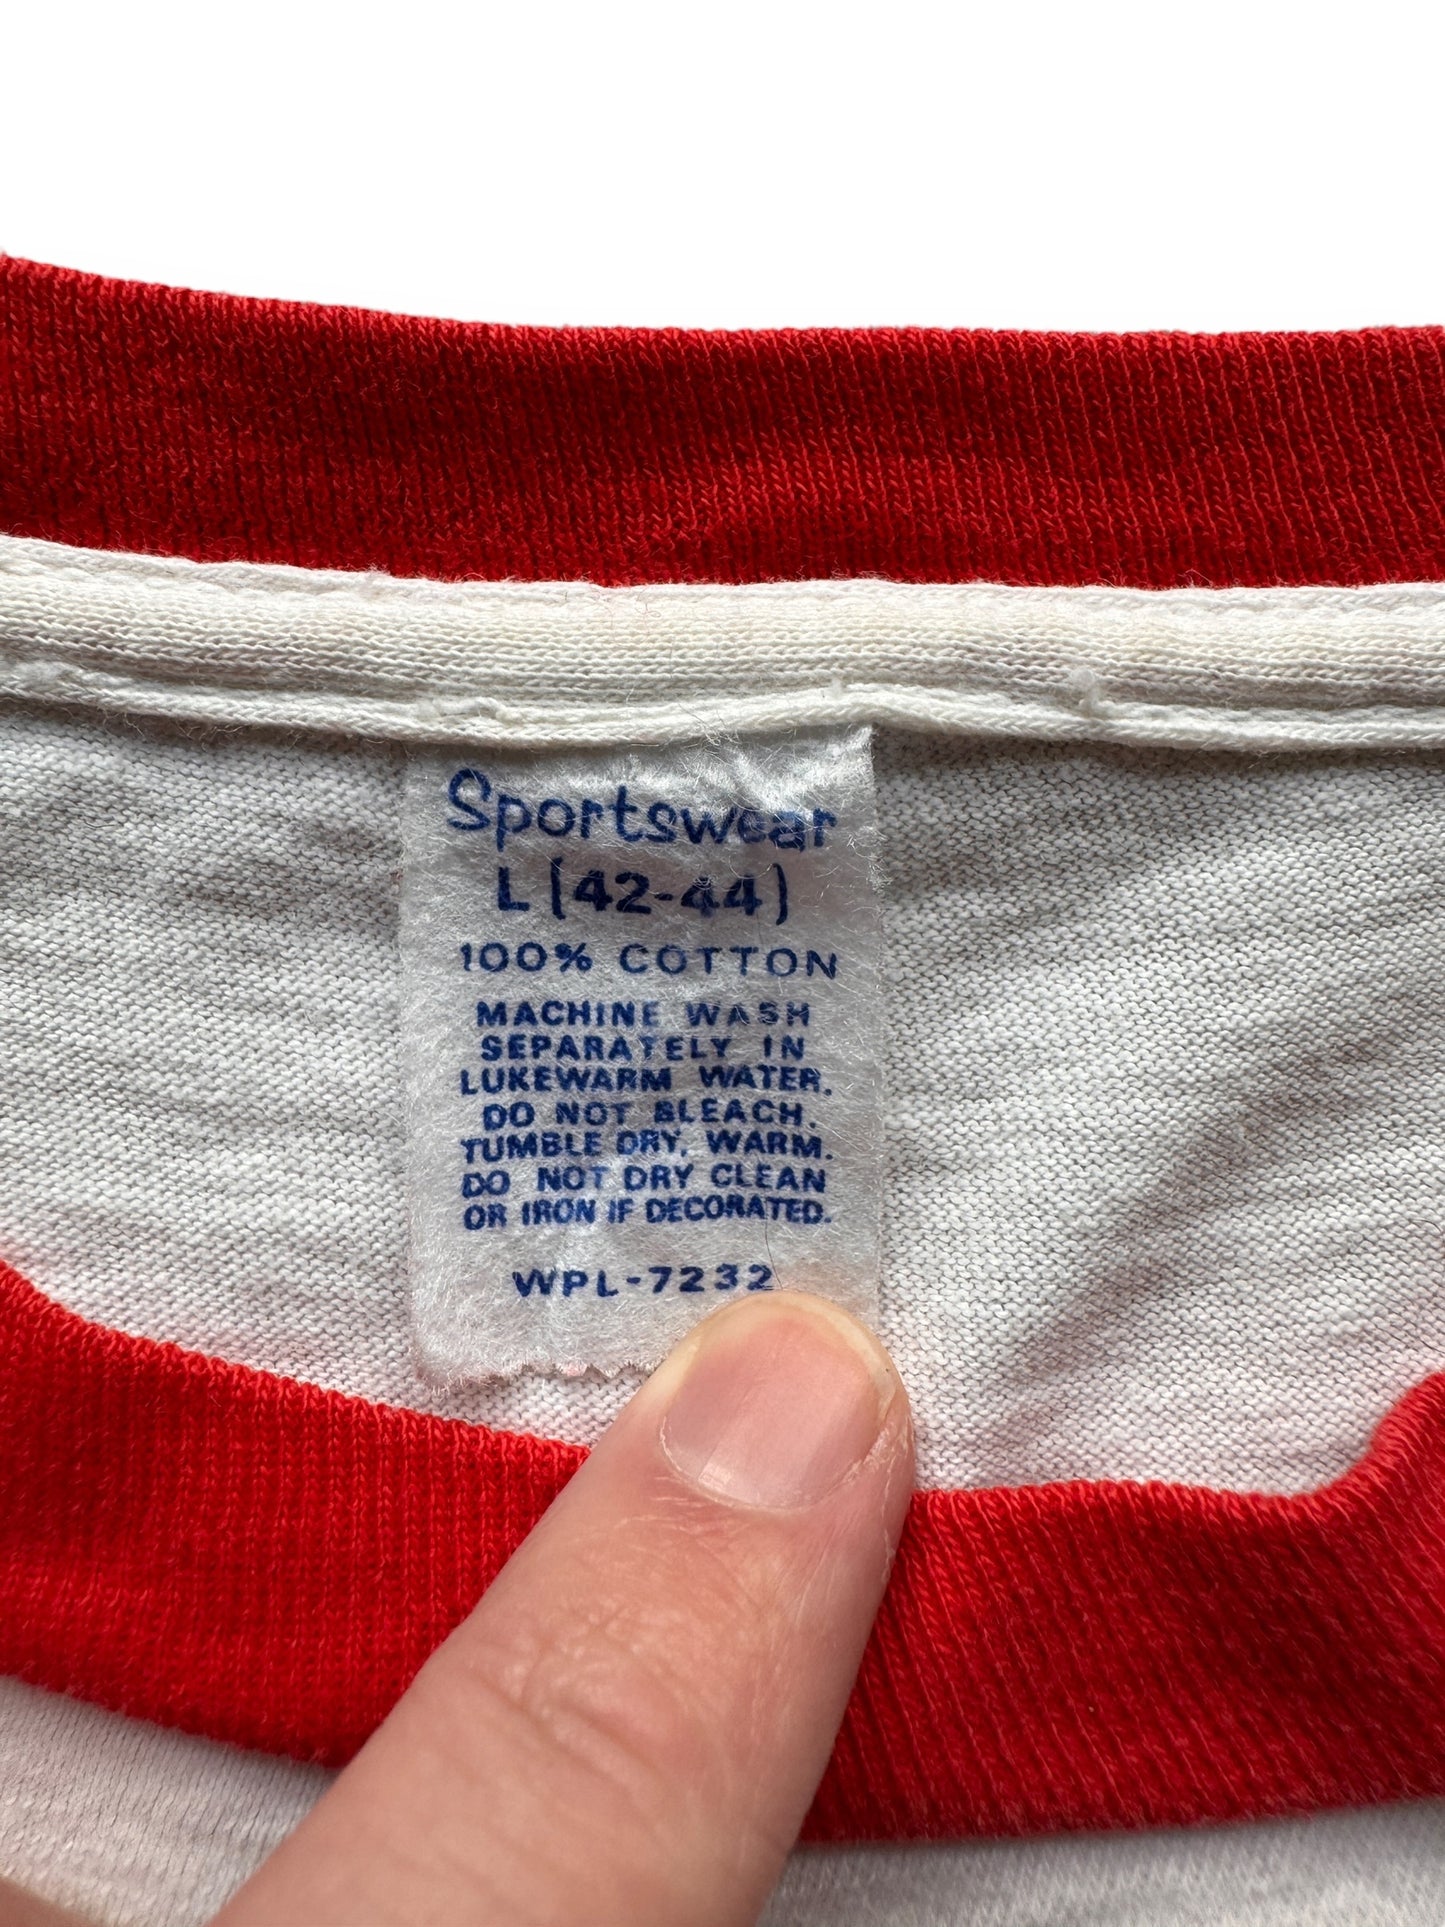 Sportswear
L (42-44)
100% COTTON
MACHINE WASH
SEPARATELY IN
LUKEWARM WATER.
DO NOT BLEACH.
TUMBLE DRY, WARM.
DO NOT DRY CLEAN
OR IRON IF DECORATED.
WPL-7232